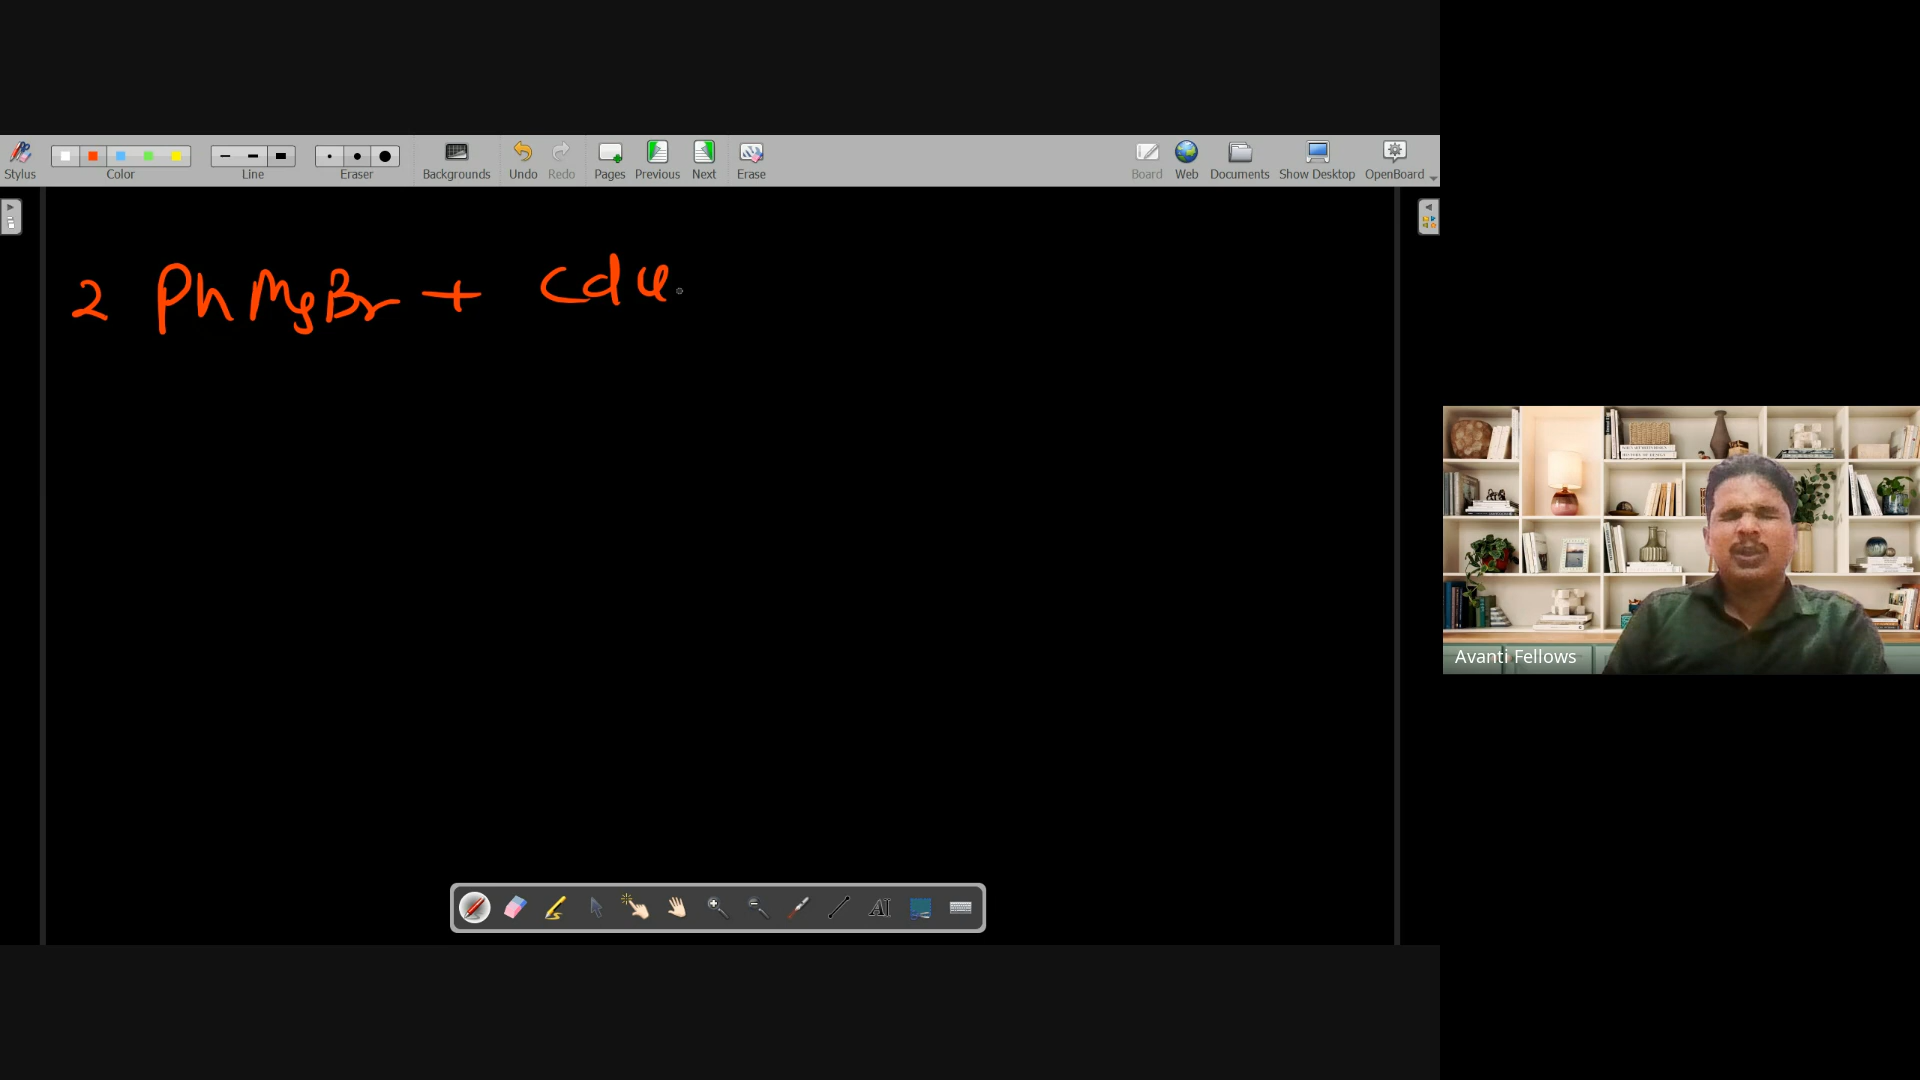 Stylus Color Line Eraser Backgrounds Undo Redo Pages Previous Next Erase Board Web Documents Show Desktop OpenBoard
2 PhMgBr + CdCl
AI
Avanti Fellows